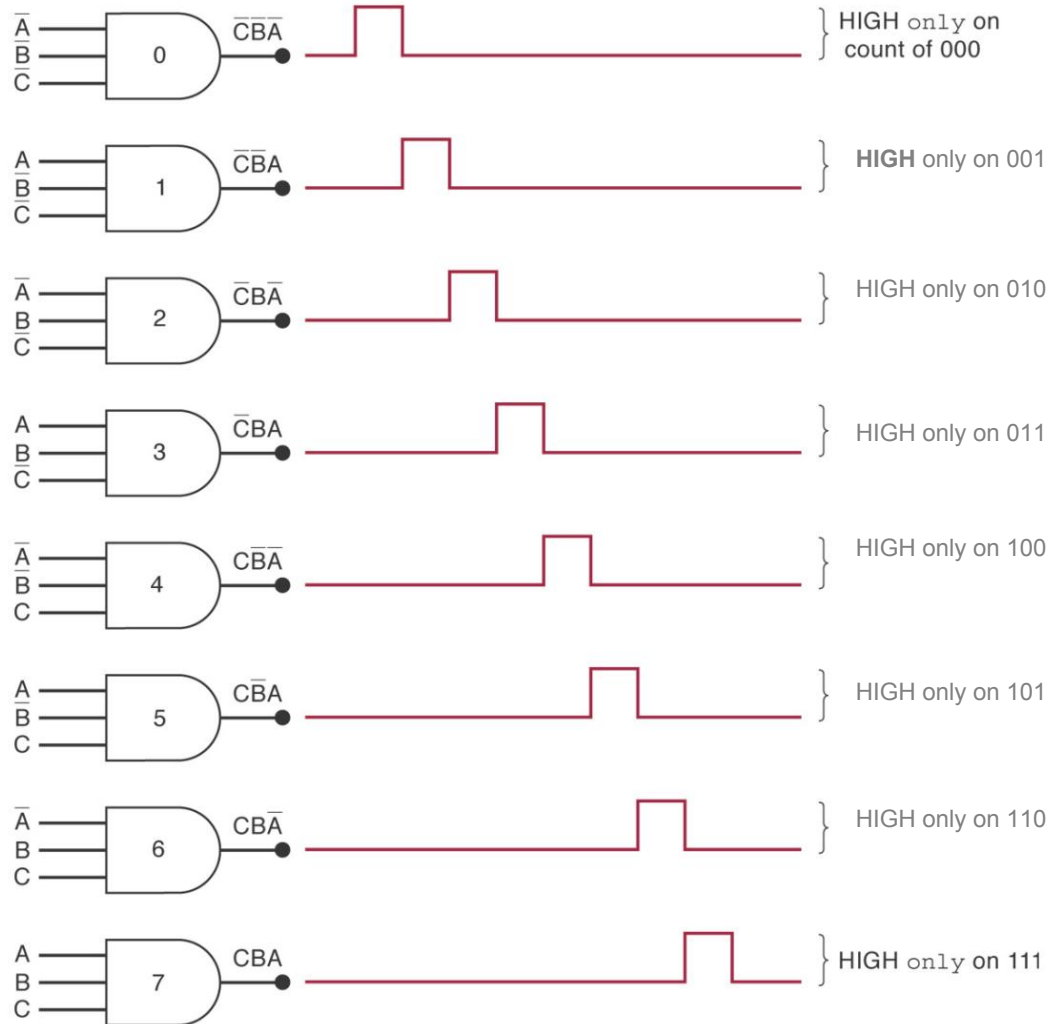 A̅
B̅
C̅
0
C̅B̅A̅
HIGH only on
count of 000
A
B̅
C̅
1
C̅B̅A
HIGH only on 001
A̅
B
C̅
2
C̅BA̅
HIGH only on 010
A
B
C̅
3
C̅BA
HIGH only on 011
A̅
B̅
C
4
CB̅A̅
HIGH only on 100
A
B̅
C
5
CB̅A
HIGH only on 101
A̅
B
C
6
CBA̅
HIGH only on 110
A
B
C
7
CBA
HIGH only on 111